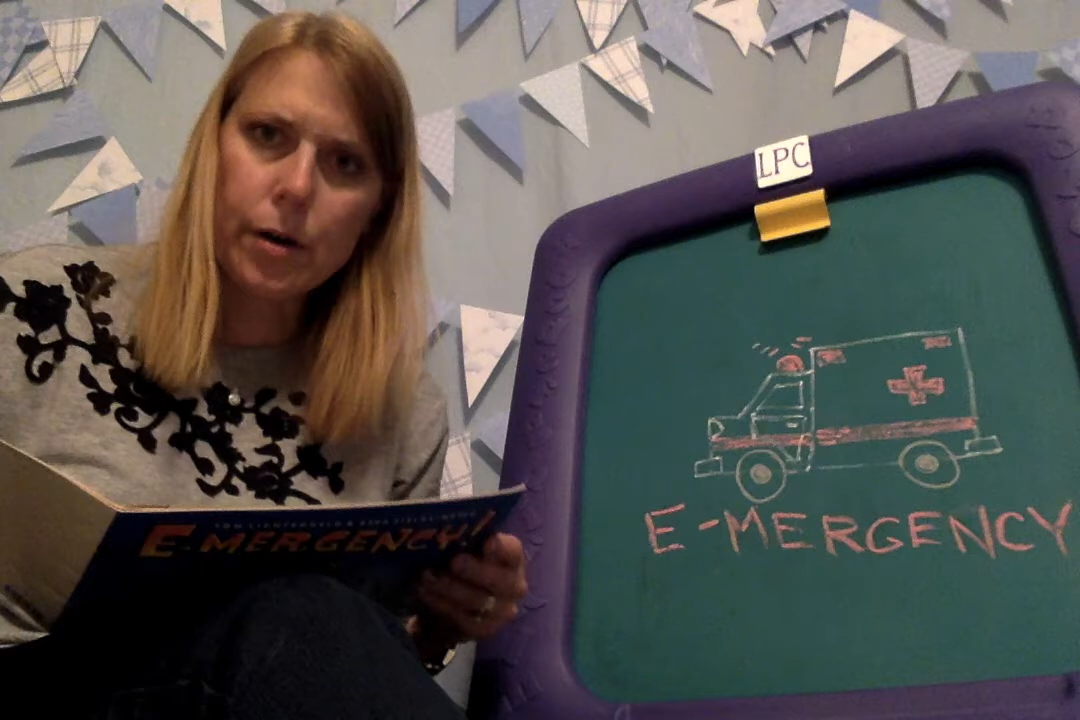 LPC
E-MERGENCY
TOM LICHTENHELD & EZRA FIELDS-MEYER
E-MERGENCY!